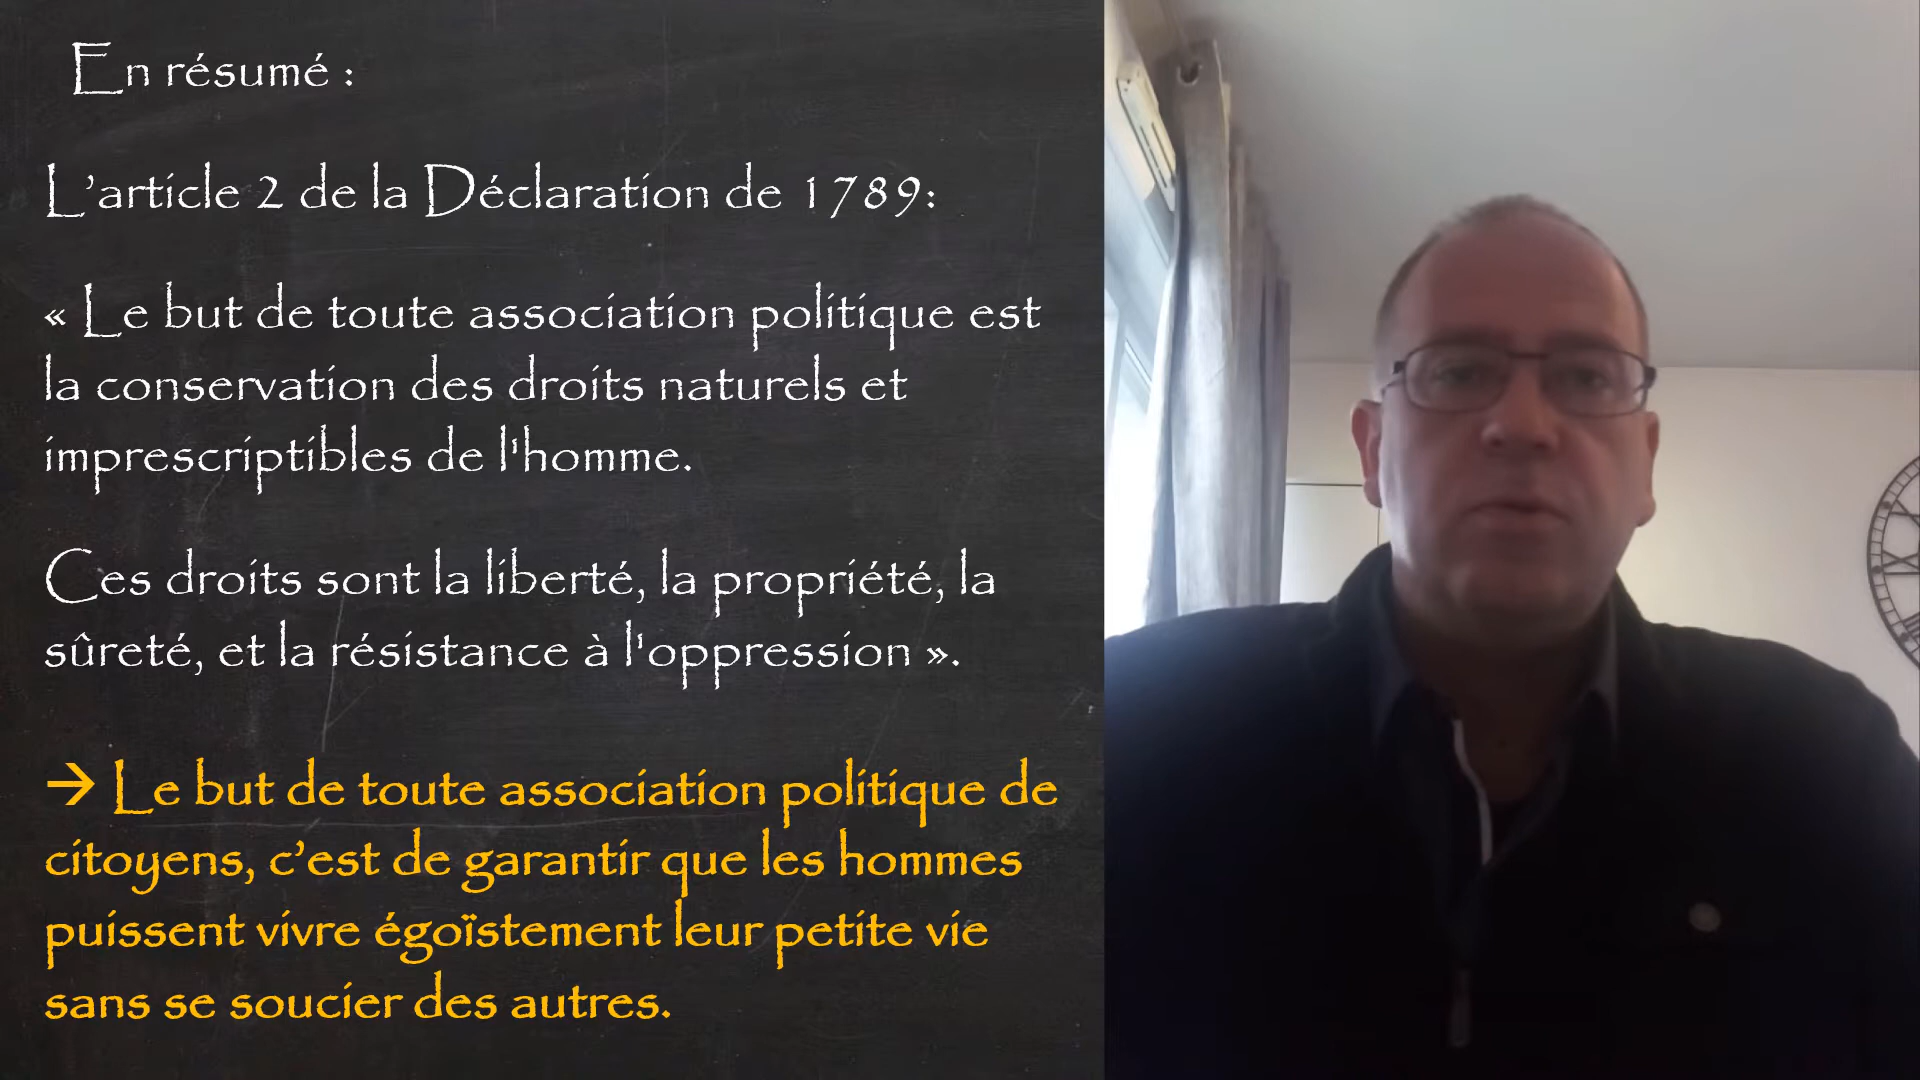 En résumé :
L’article 2 de la Déclaration de 1789:
« Le but de toute association politique est
la conservation des droits naturels et
imprescriptibles de l'homme.
Ces droits sont la liberté, la propriété, la
sûreté, et la résistance à l'oppression ».
→ Le but de toute association politique de
citoyens, c’est de garantir que les hommes
puissent vivre égoïstement leur petite vie
sans se soucier des autres.